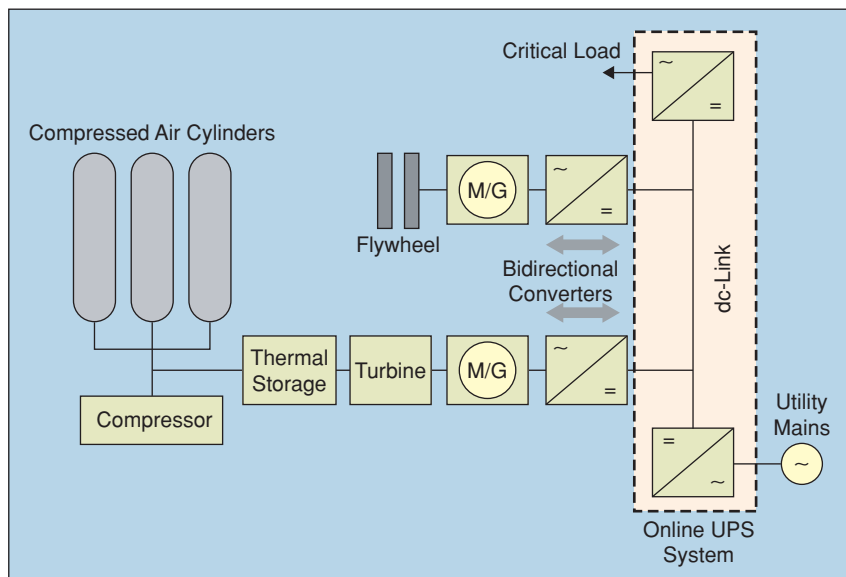 Critical Load
~
=
Compressed Air Cylinders
M/G
~
=
Flywheel
Bidirectional
Converters
dc-Link
Thermal
Storage
Turbine
M/G
~
=
Compressor
Utility
Mains
=
~
~
Online UPS
System